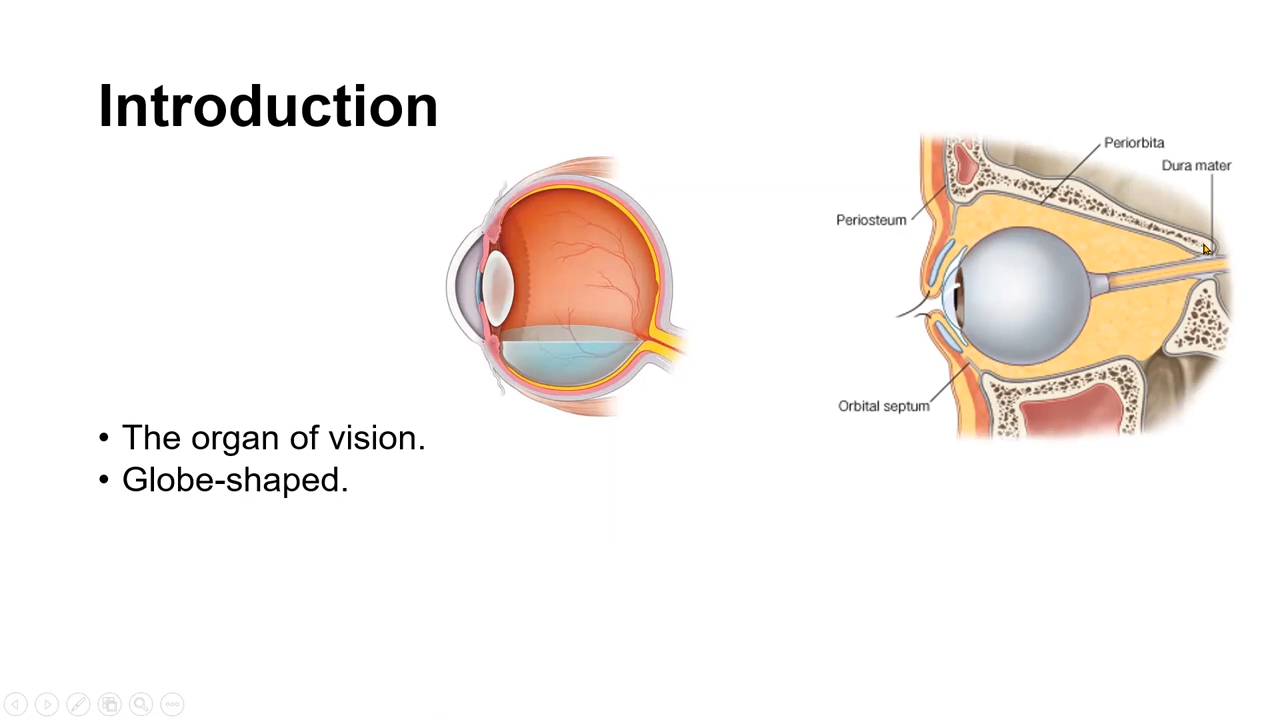 Introduction
Periorbita
Dura mater
Periosteum
Orbital septum
• The organ of vision.
• Globe-shaped.